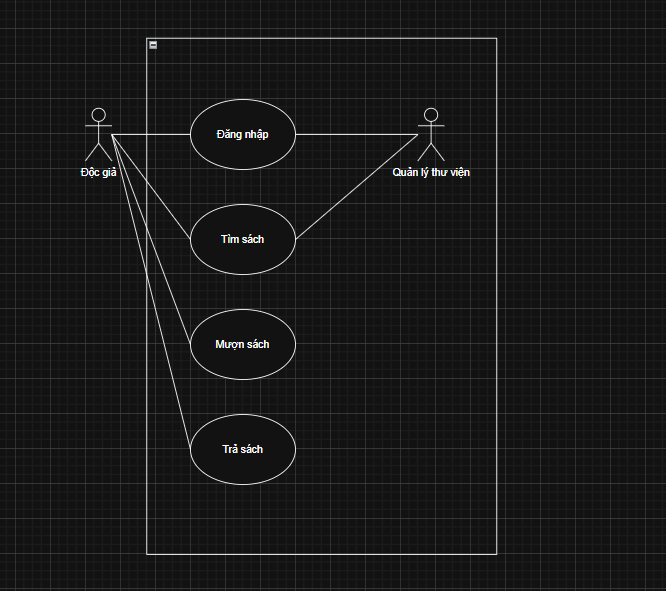 Đăng nhập
Độc giả
Quản lý thư viện
Tìm sách
Mượn sách
Trả sách